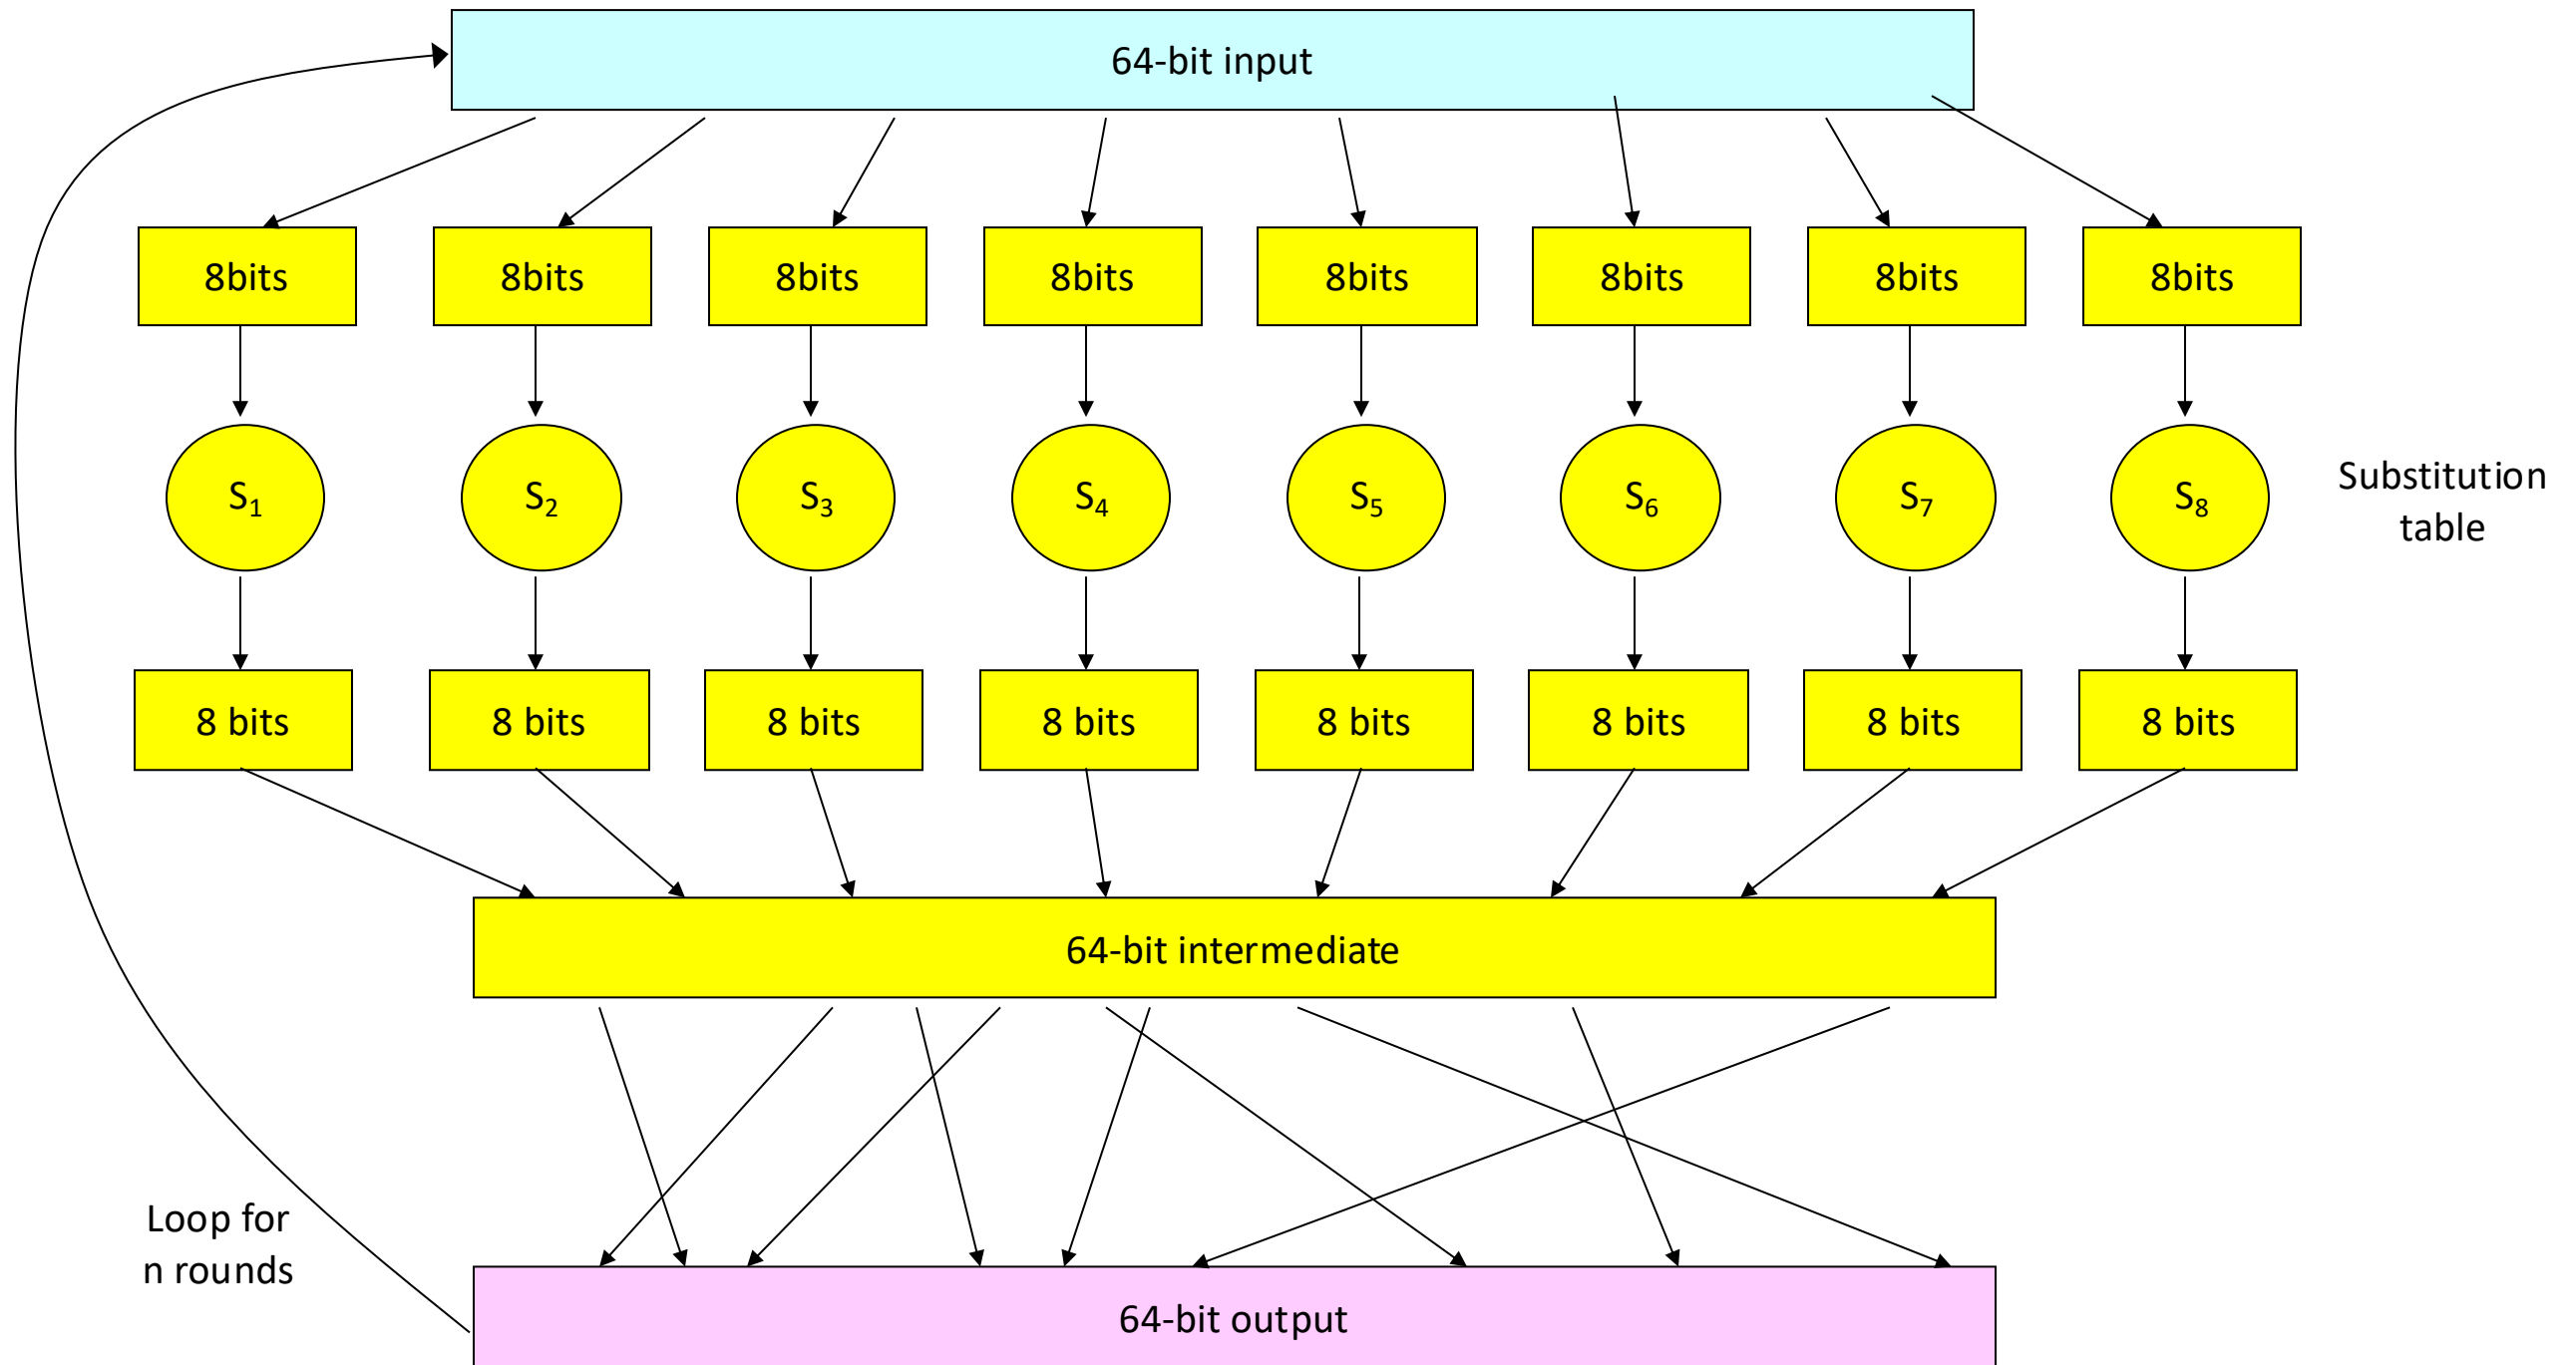 64-bit input
8bits
8bits
8bits
8bits
8bits
8bits
8bits
8bits
S₁
S₂
S₃
S₄
S₅
S₆
S₇
S₈
Substitution
table
8 bits
8 bits
8 bits
8 bits
8 bits
8 bits
8 bits
8 bits
64-bit intermediate
Loop for
n rounds
64-bit output